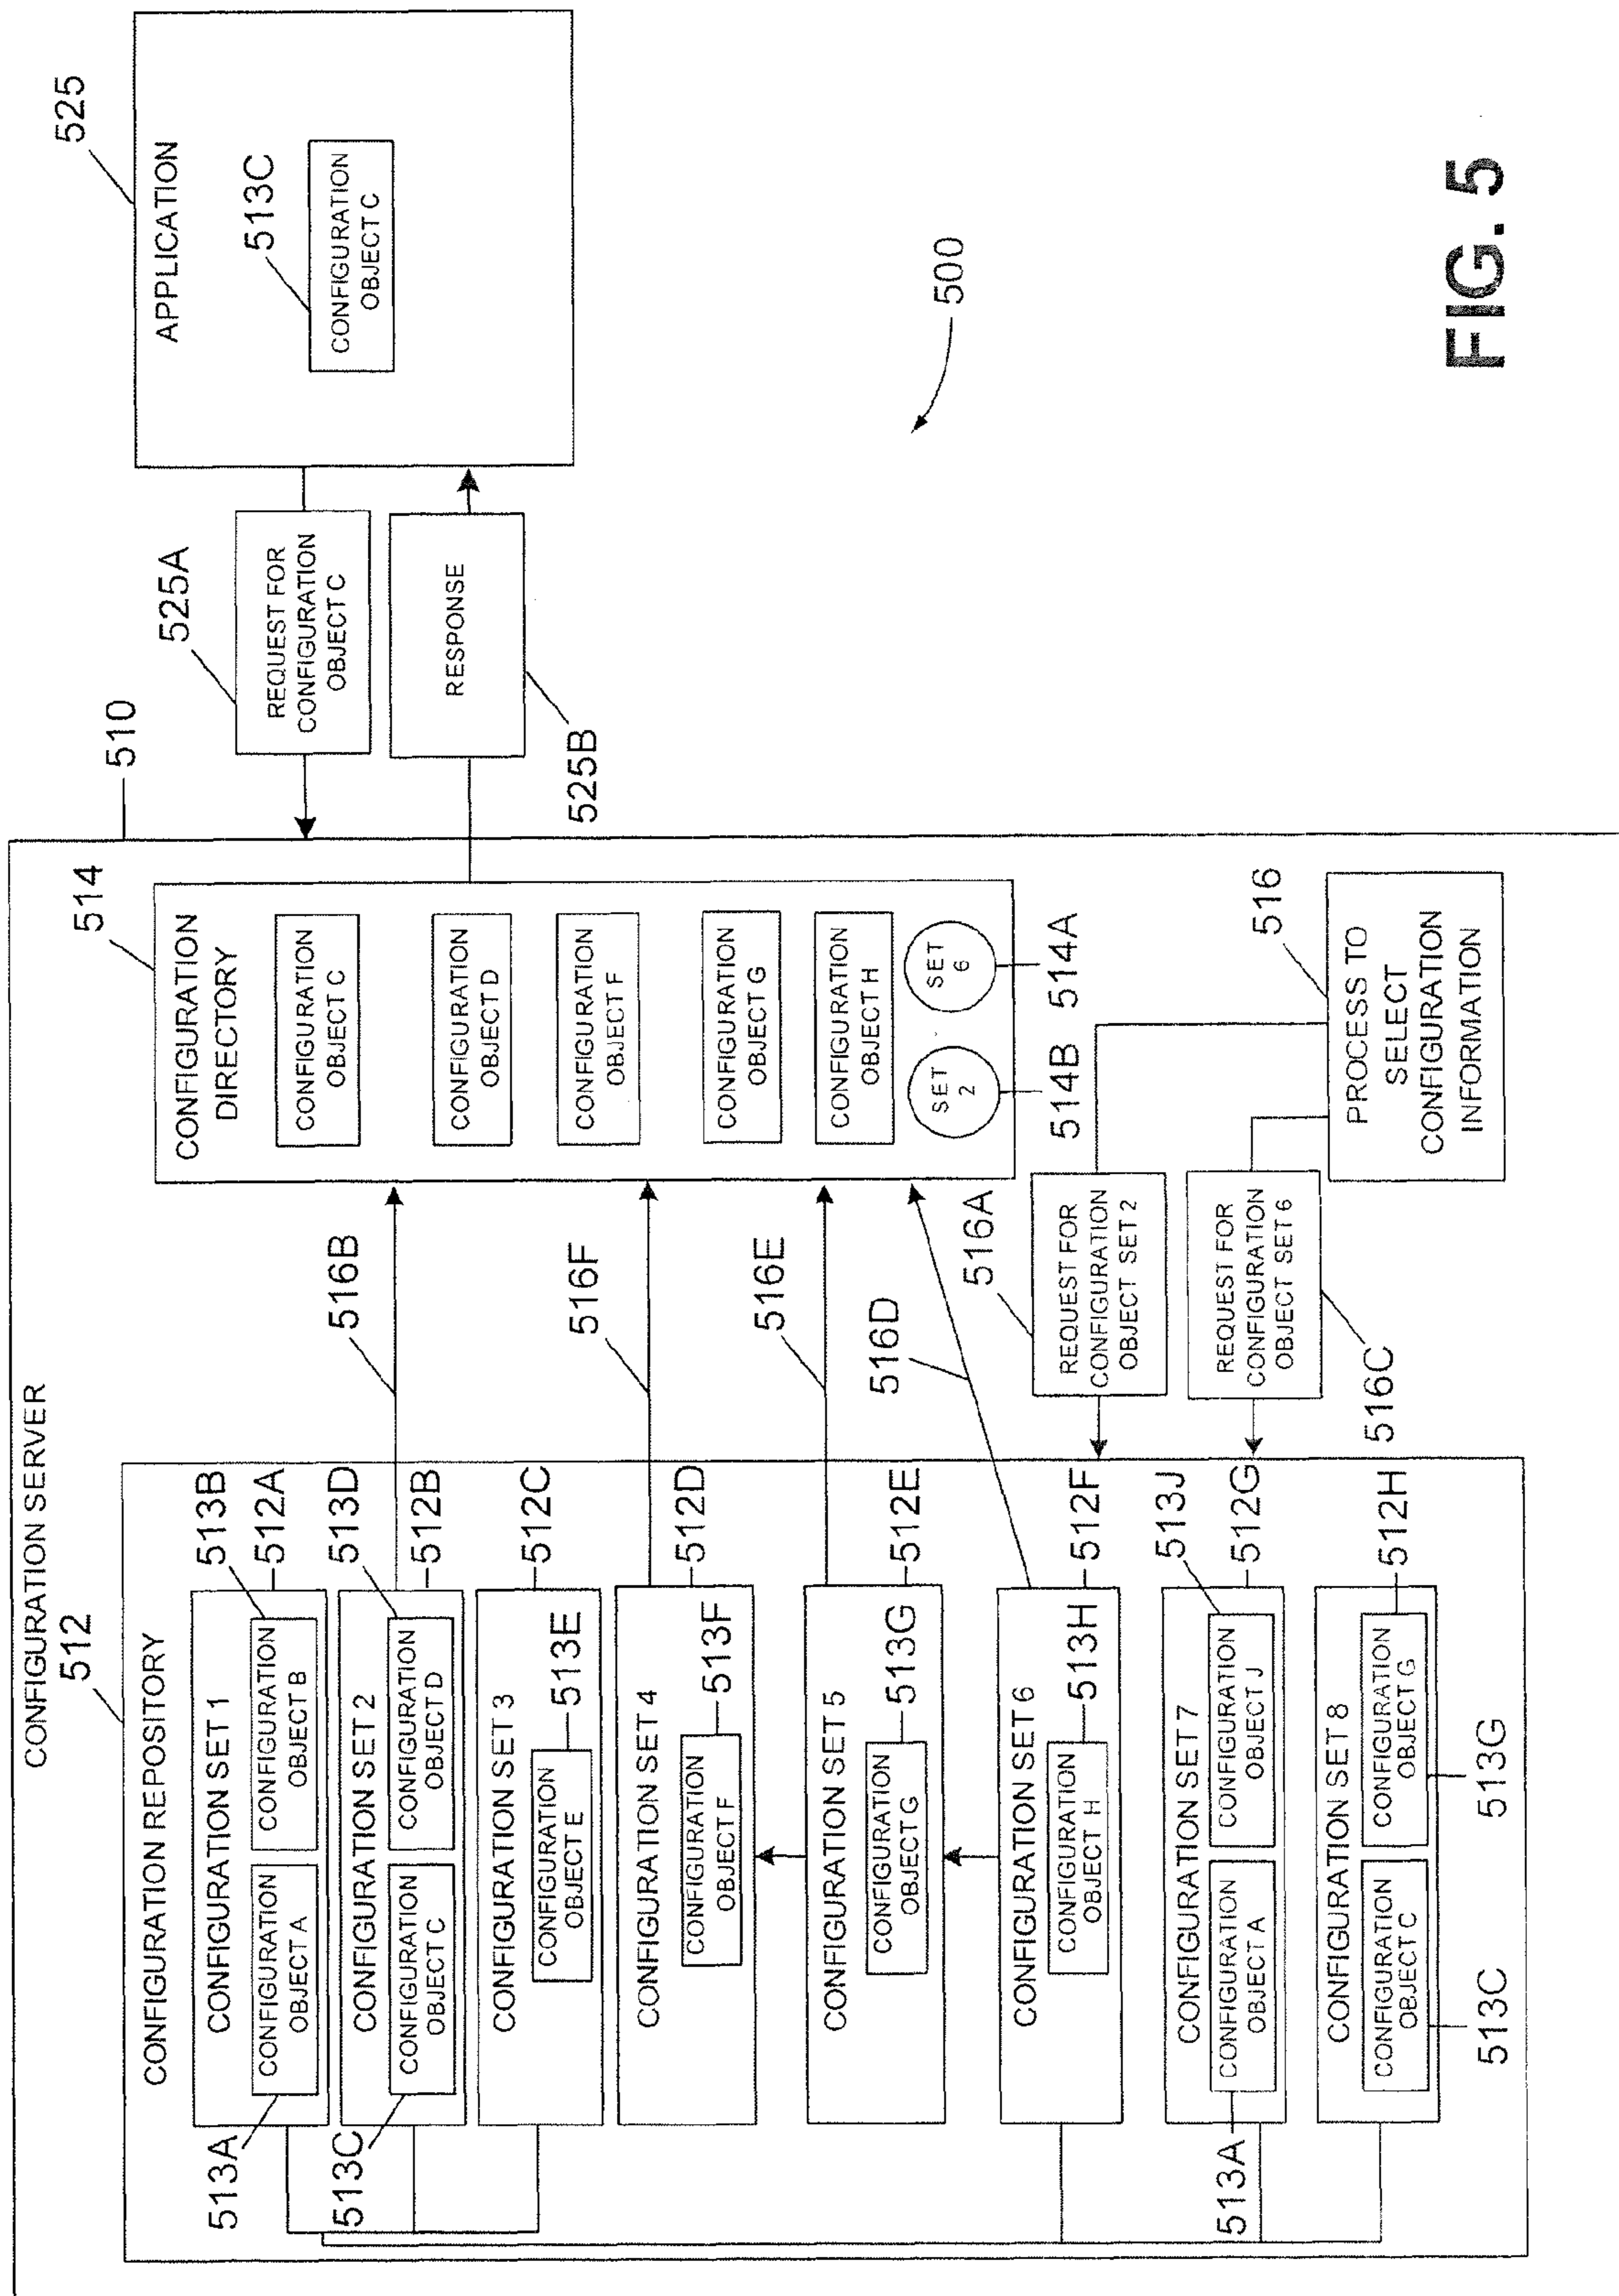 CONFIGURATION SERVER
510
512
CONFIGURATION REPOSITORY
CONFIGURATION SET 1
CONFIGURATION
OBJECT A
CONFIGURATION
OBJECT B
513A
513B
512A
CONFIGURATION SET 2
CONFIGURATION
OBJECT C
CONFIGURATION
OBJECT D
513C
513D
512B
CONFIGURATION SET 3
CONFIGURATION
OBJECT E
513E
512C
CONFIGURATION SET 4
CONFIGURATION
OBJECT F
513F
512D
CONFIGURATION SET 5
CONFIGURATION
OBJECT G
513G
512E
CONFIGURATION SET 6
CONFIGURATION
OBJECT H
513H
512F
CONFIGURATION SET 7
CONFIGURATION
OBJECT A
CONFIGURATION
OBJECT J
513A
513J
512G
CONFIGURATION SET 8
CONFIGURATION
OBJECT C
CONFIGURATION
OBJECT G
513C
513G
512H
516B
516F
516E
516D
514
CONFIGURATION
DIRECTORY
CONFIGURATION
OBJECT C
CONFIGURATION
OBJECT D
CONFIGURATION
OBJECT F
CONFIGURATION
OBJECT G
CONFIGURATION
OBJECT H
SET
2
SET
6
514B
514A
516A
REQUEST FOR
CONFIGURATION
OBJECT SET 2
REQUEST FOR
CONFIGURATION
OBJECT SET 6
516C
516
PROCESS TO
SELECT
CONFIGURATION
INFORMATION
525A
REQUEST FOR
CONFIGURATION
OBJECT C
RESPONSE
525B
525
APPLICATION
513C
CONFIGURATION
OBJECT C
500
FIG. 5